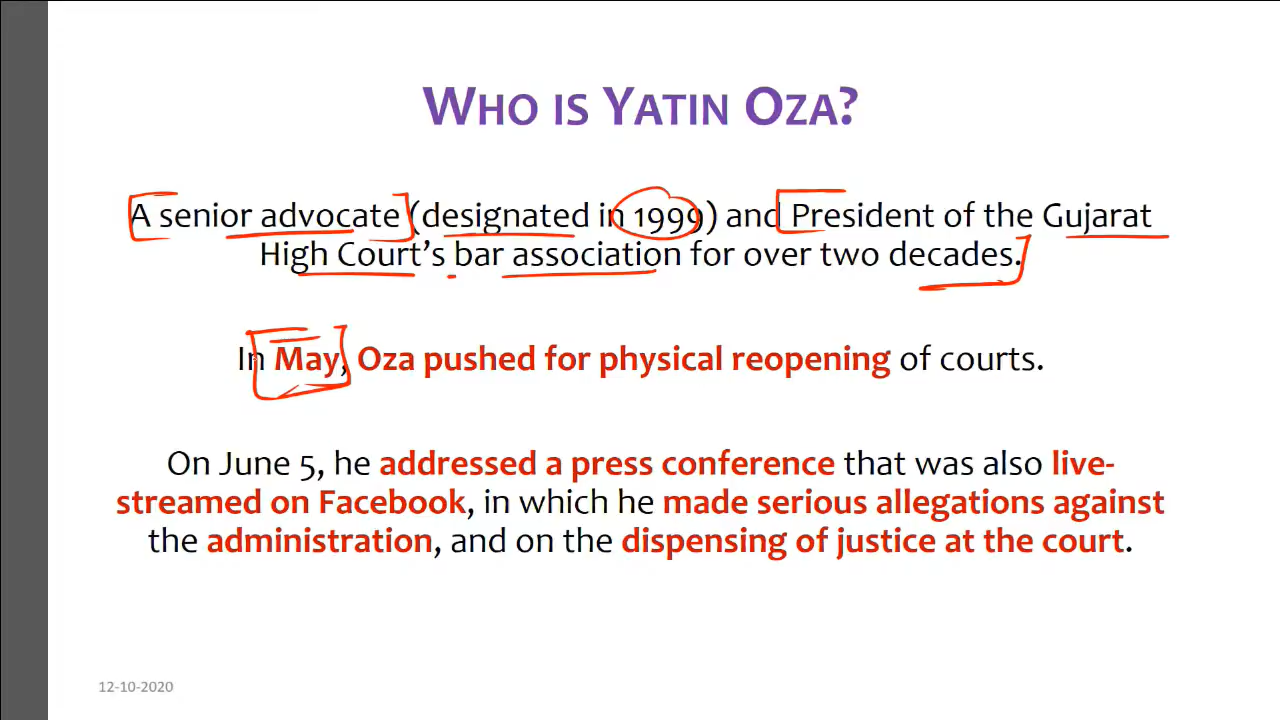 WHO IS YATIN OZA?
A senior advocate (designated in 1999) and President of the Gujarat
High Court's bar association for over two decades.
In May, Oza pushed for physical reopening of courts.
On June 5, he addressed a press conference that was also live-
streamed on Facebook, in which he made serious allegations against
the administration, and on the dispensing of justice at the court.
12-10-2020